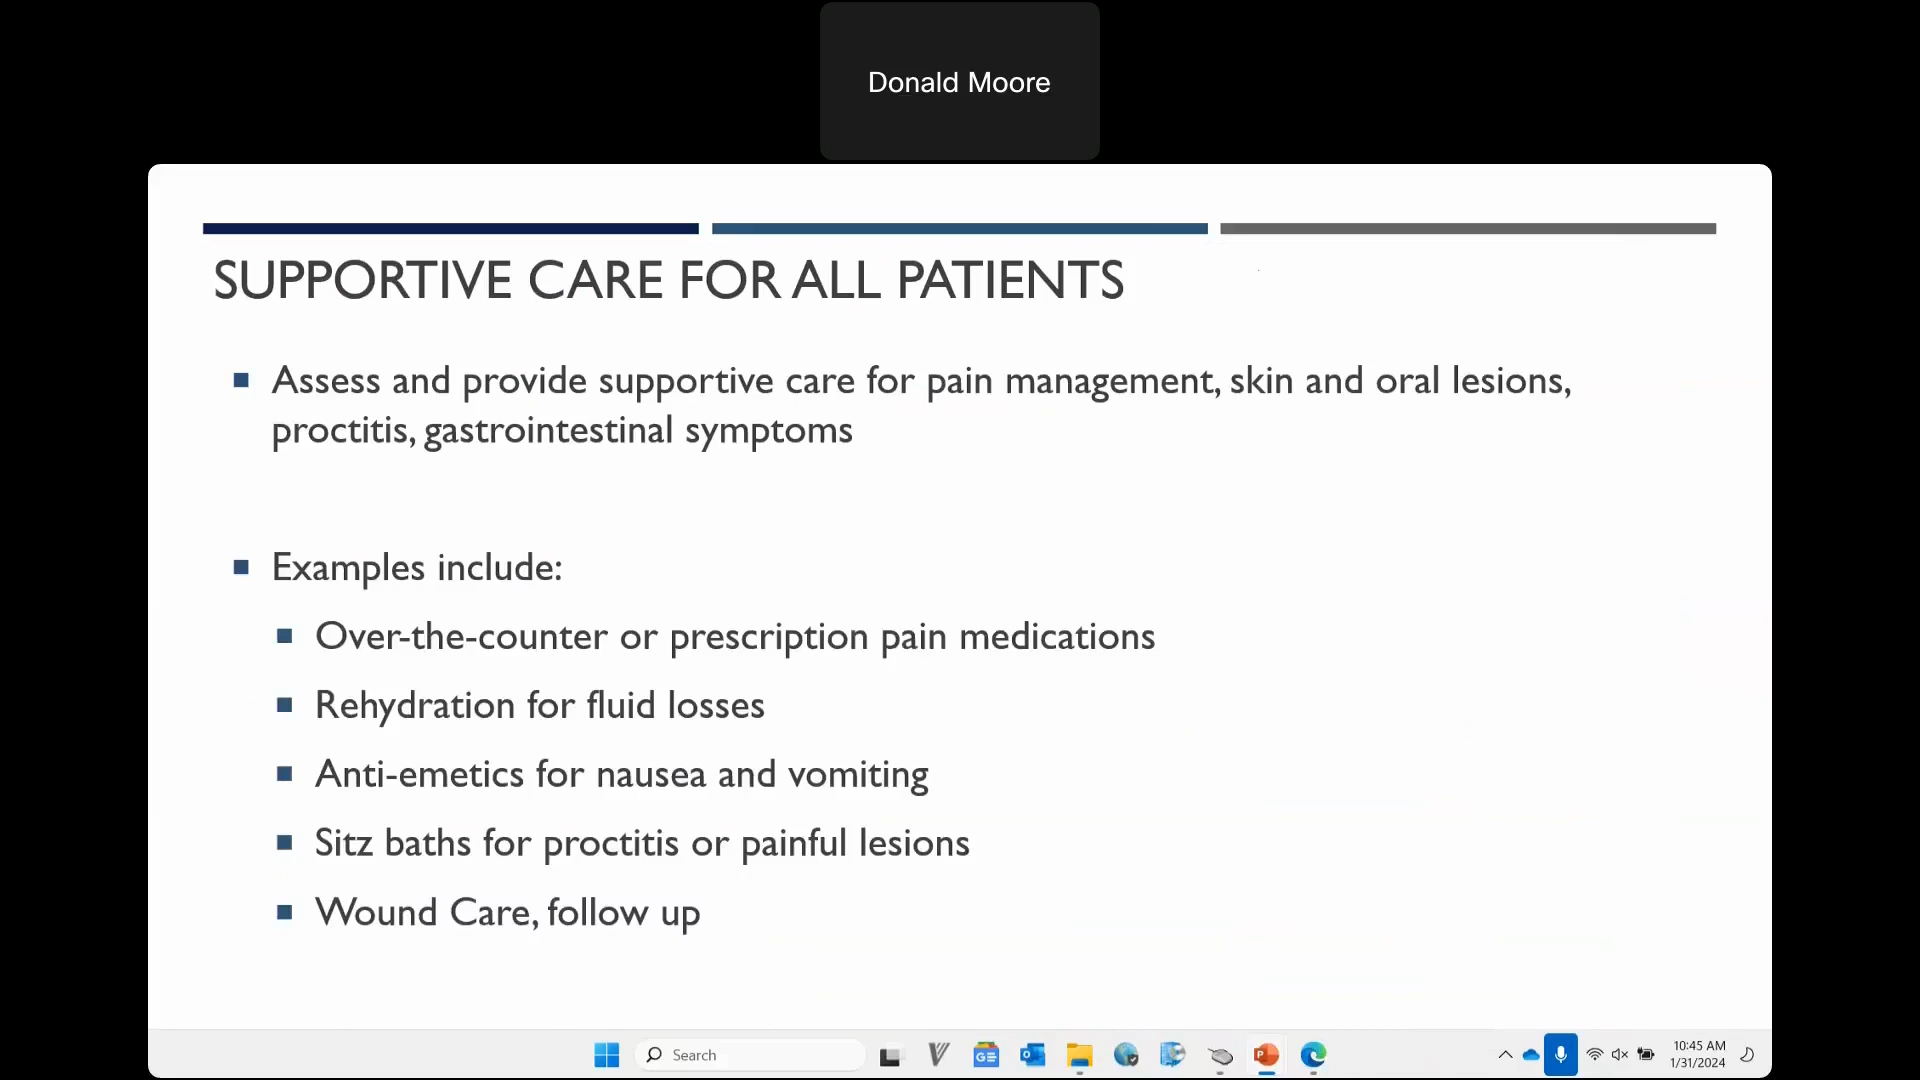 Donald Moore
SUPPORTIVE CARE FOR ALL PATIENTS
Assess and provide supportive care for pain management, skin and oral lesions,
proctitis, gastrointestinal symptoms
Examples include:
Over-the-counter or prescription pain medications
Rehydration for fluid losses
Anti-emetics for nausea and vomiting
Sitz baths for proctitis or painful lesions
Wound Care, follow up
Search
10:45 AM
1/31/2024